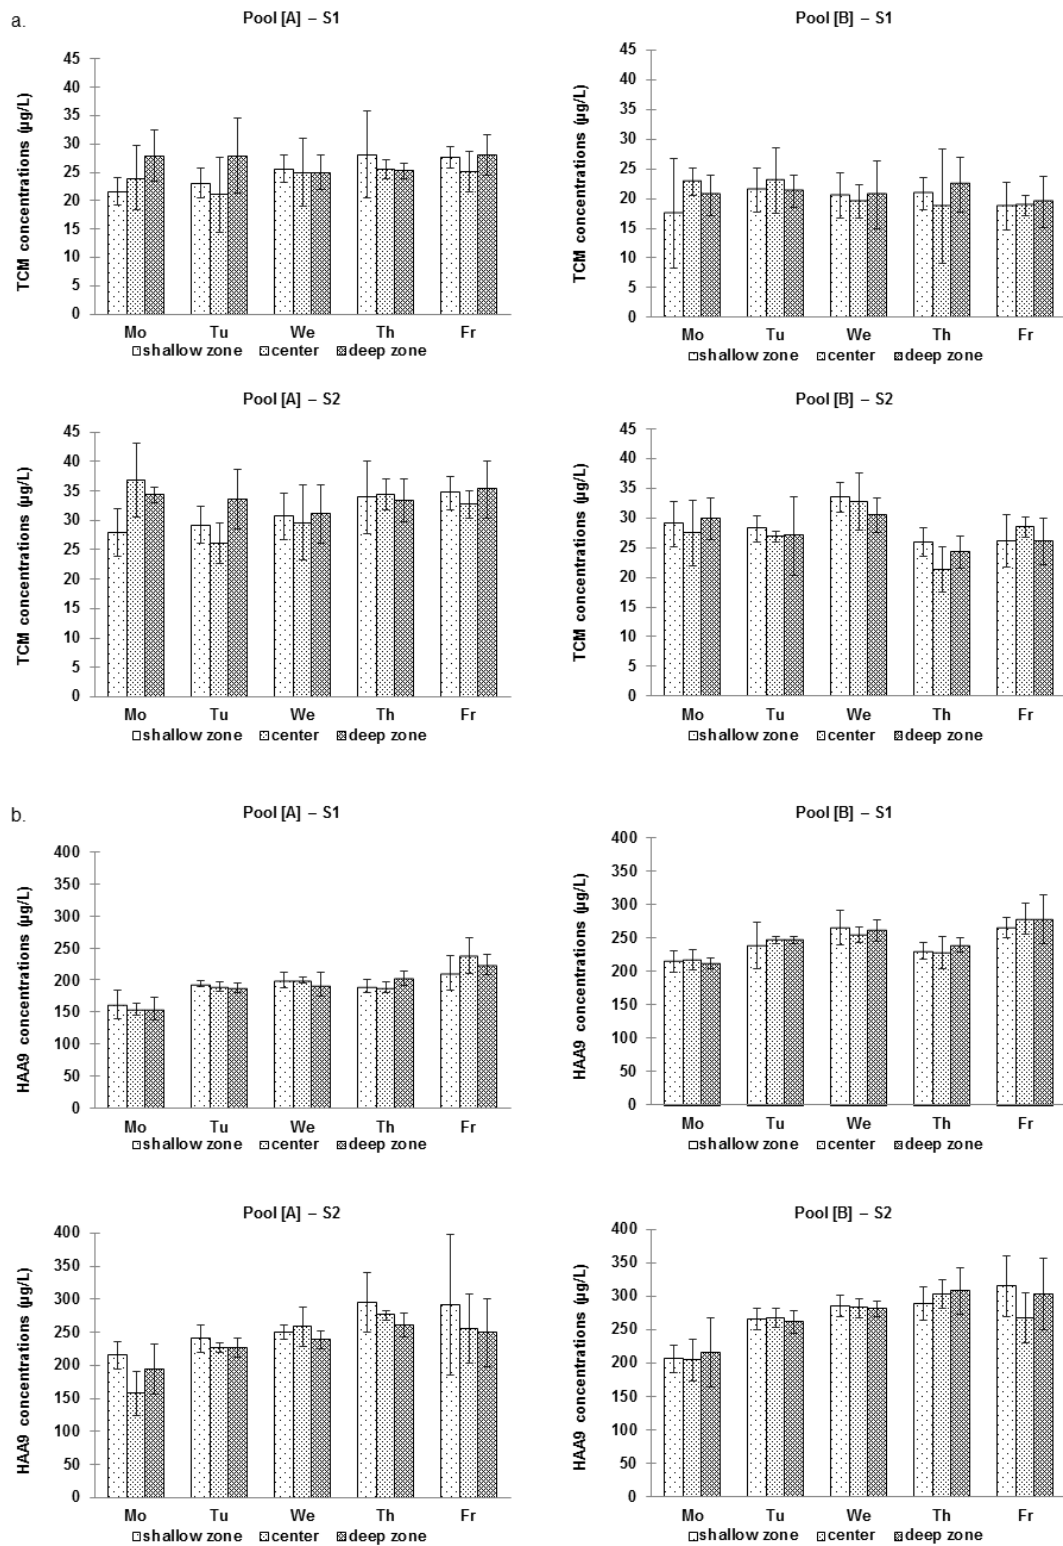 a.
Pool [A] – S1
TCM concentrations (µg/L)
45
40
35
30
25
20
15
10
5
0
Mo Tu We Th Fr
shallow zone center deep zone
Pool [B] – S1
TCM concentrations (µg/L)
45
40
35
30
25
20
15
10
5
0
Mo Tu We Th Fr
shallow zone center deep zone
Pool [A] – S2
TCM concentrations (µg/L)
45
40
35
30
25
20
15
10
5
0
Mo Tu We Th Fr
shallow zone center deep zone
Pool [B] – S2
TCM concentrations (µg/L)
45
40
35
30
25
20
15
10
5
0
Mo Tu We Th Fr
shallow zone center deep zone
b.
Pool [A] – S1
HAA9 concentrations (µg/L)
400
350
300
250
200
150
100
50
0
Mo Tu We Th Fr
shallow zone center deep zone
Pool [B] – S1
HAA9 concentrations (µg/L)
400
350
300
250
200
150
100
50
0
Mo Tu We Th Fr
shallow zone center deep zone
Pool [A] – S2
HAA9 concentrations (µg/L)
400
350
300
250
200
150
100
50
0
Mo Tu We Th Fr
shallow zone center deep zone
Pool [B] – S2
HAA9 concentrations (µg/L)
400
350
300
250
200
150
100
50
0
Mo Tu We Th Fr
shallow zone center deep zone